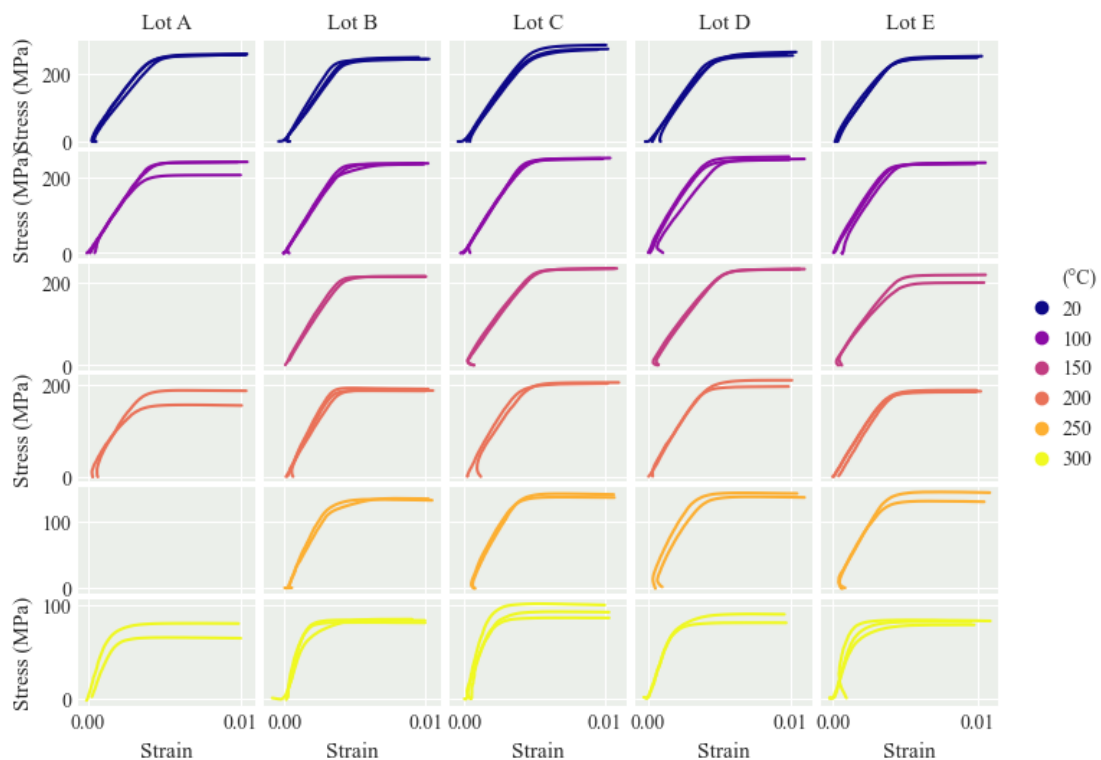 Lot A Lot B Lot C Lot D Lot E
Stress (MPa)
200
0
Stress (MPa)
200
0
200
0
(°C)
20
100
150
200
250
300
Stress (MPa)
200
0
100
0
Stress (MPa)
100
0
0.00 0.01 0.00 0.01 0.00 0.01 0.00 0.01 0.00 0.01
Strain Strain Strain Strain Strain